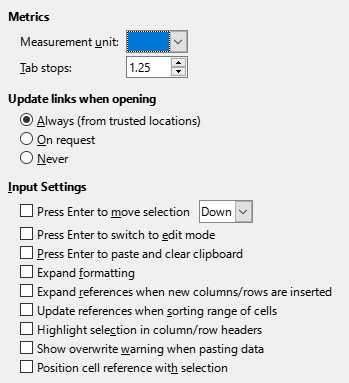 Metrics
Measurement unit:
Tab stops: 1.25
Update links when opening
Always (from trusted locations)
On request
Never
Input Settings
Press Enter to move selection Down
Press Enter to switch to edit mode
Press Enter to paste and clear clipboard
Expand formatting
Expand references when new columns/rows are inserted
Update references when sorting range of cells
Highlight selection in column/row headers
Show overwrite warning when pasting data
Position cell reference with selection